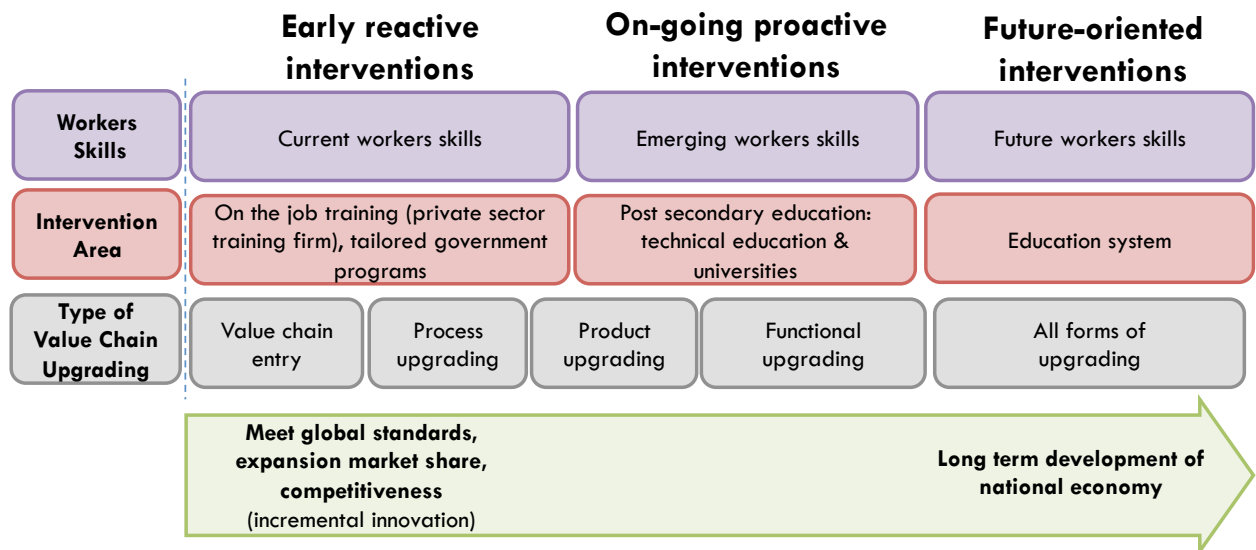 Early reactive
interventions
On-going proactive
interventions
Future-oriented
interventions
Workers
Skills
Current workers skills
Emerging workers skills
Future workers skills
Intervention
Area
On the job training (private sector
training firm), tailored government
programs
Post secondary education:
technical education &
universities
Education system
Type of
Value Chain
Upgrading
Value chain
entry
Process
upgrading
Product
upgrading
Functional
upgrading
All forms of
upgrading
Meet global standards,
expansion market share,
competitiveness
(incremental innovation)
Long term development of
national economy